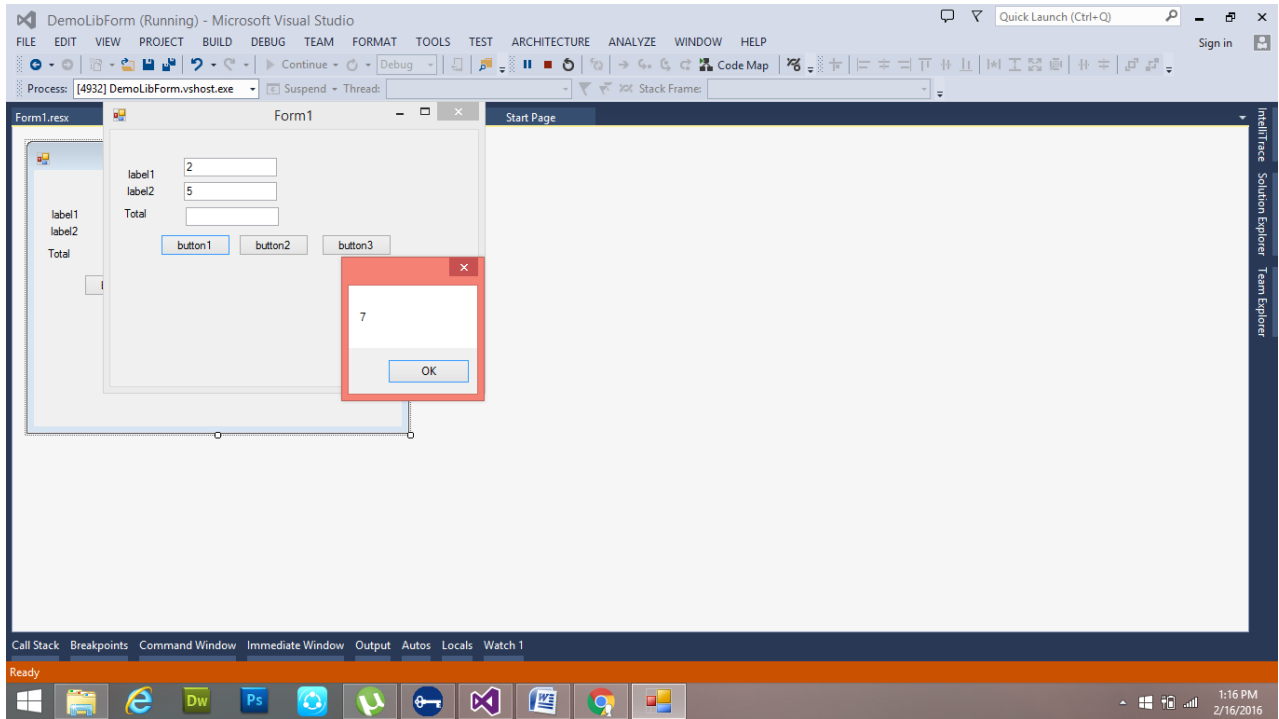 DemoLibForm (Running) - Microsoft Visual Studio
Quick Launch (Ctrl+Q)
FILE EDIT VIEW PROJECT BUILD DEBUG TEAM FORMAT TOOLS TEST ARCHITECTURE ANALYZE WINDOW HELP
Sign in
Continue Debug Code Map
Process: [4932] DemoLibForm.vshost.exe Suspend Thread: Stack Frame:
Form1.resx
Start Page
Form1
label1 2
label2 5
Total
button1 button2 button3
7
OK
label1
label2
Total
IntelliTrace
Solution Explorer
Team Explorer
Call Stack Breakpoints Command Window Immediate Window Output Autos Locals Watch 1
Ready
Dw
Ps
1:16 PM
2/16/2016